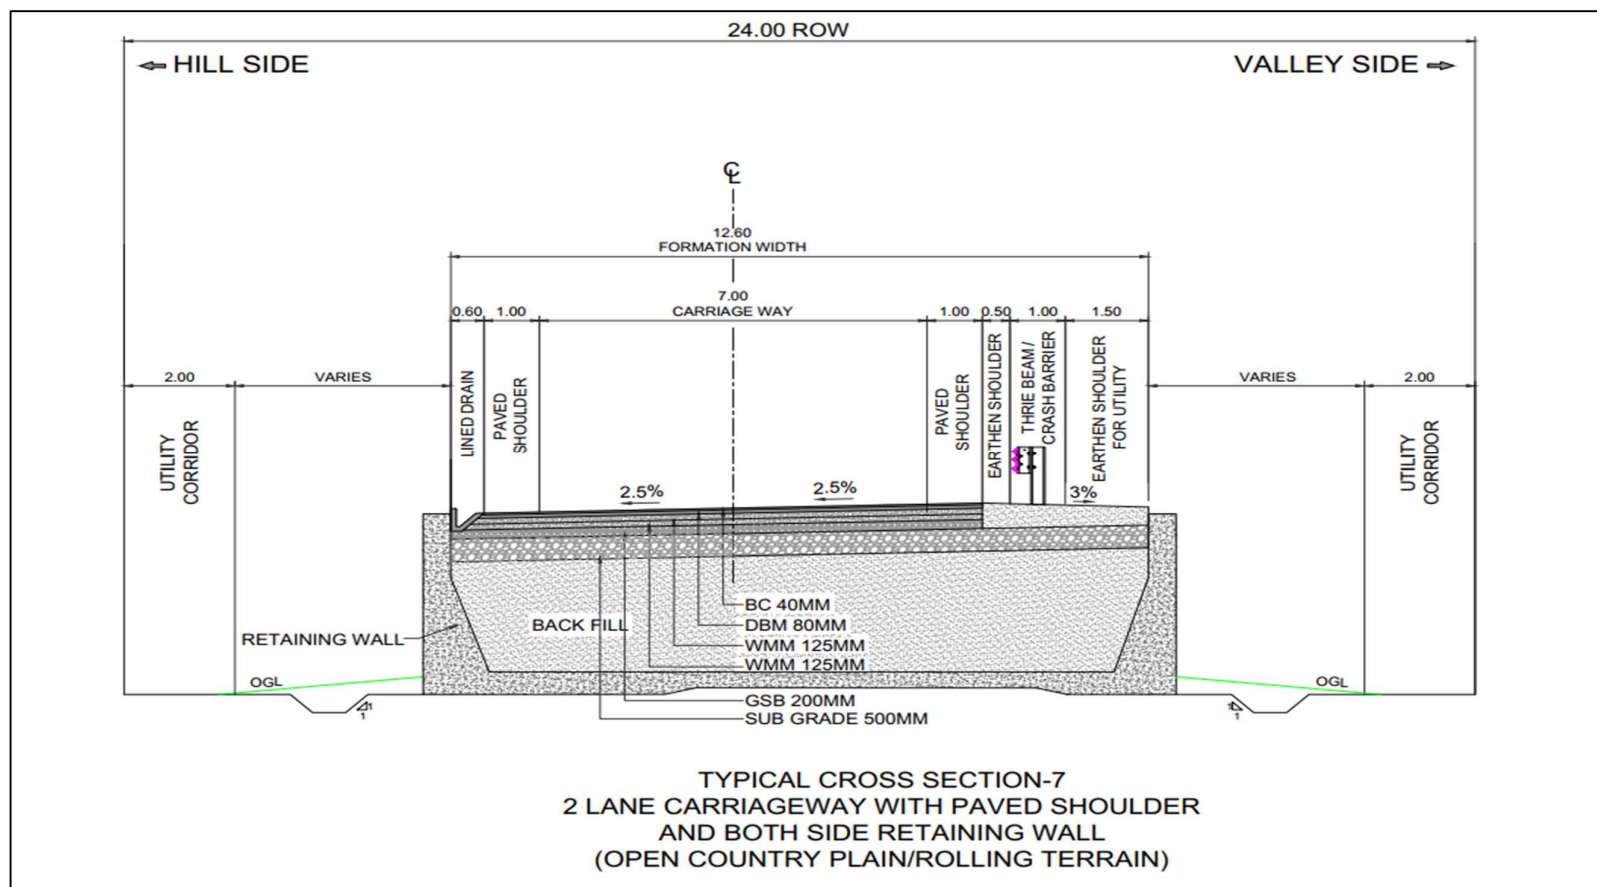 24.00 ROW
HILL SIDE
VALLEY SIDE
℄
12.60
FORMATION WIDTH
7.00
0.60
1.00
CARRIAGE WAY
1.00
0.50
1.00
1.50
2.00
VARIES
VARIES
2.00
UTILITY
CORRIDOR
LINED DRAIN
PAVED
SHOULDER
PAVED
SHOULDER
EARTHEN SHOULDER
THRIE BEAM /
CRASH BARRIER
EARTHEN SHOULDER
FOR UTILITY
UTILITY
CORRIDOR
2.5%
2.5%
3%
BC 40MM
BACK FILL
DBM 80MM
RETAINING WALL
WMM 125MM
WMM 125MM
OGL
OGL
GSB 200MM
SUB GRADE 500MM
1
1
1
1
TYPICAL CROSS SECTION-7
2 LANE CARRIAGEWAY WITH PAVED SHOULDER
AND BOTH SIDE RETAINING WALL
(OPEN COUNTRY PLAIN/ROLLING TERRAIN)